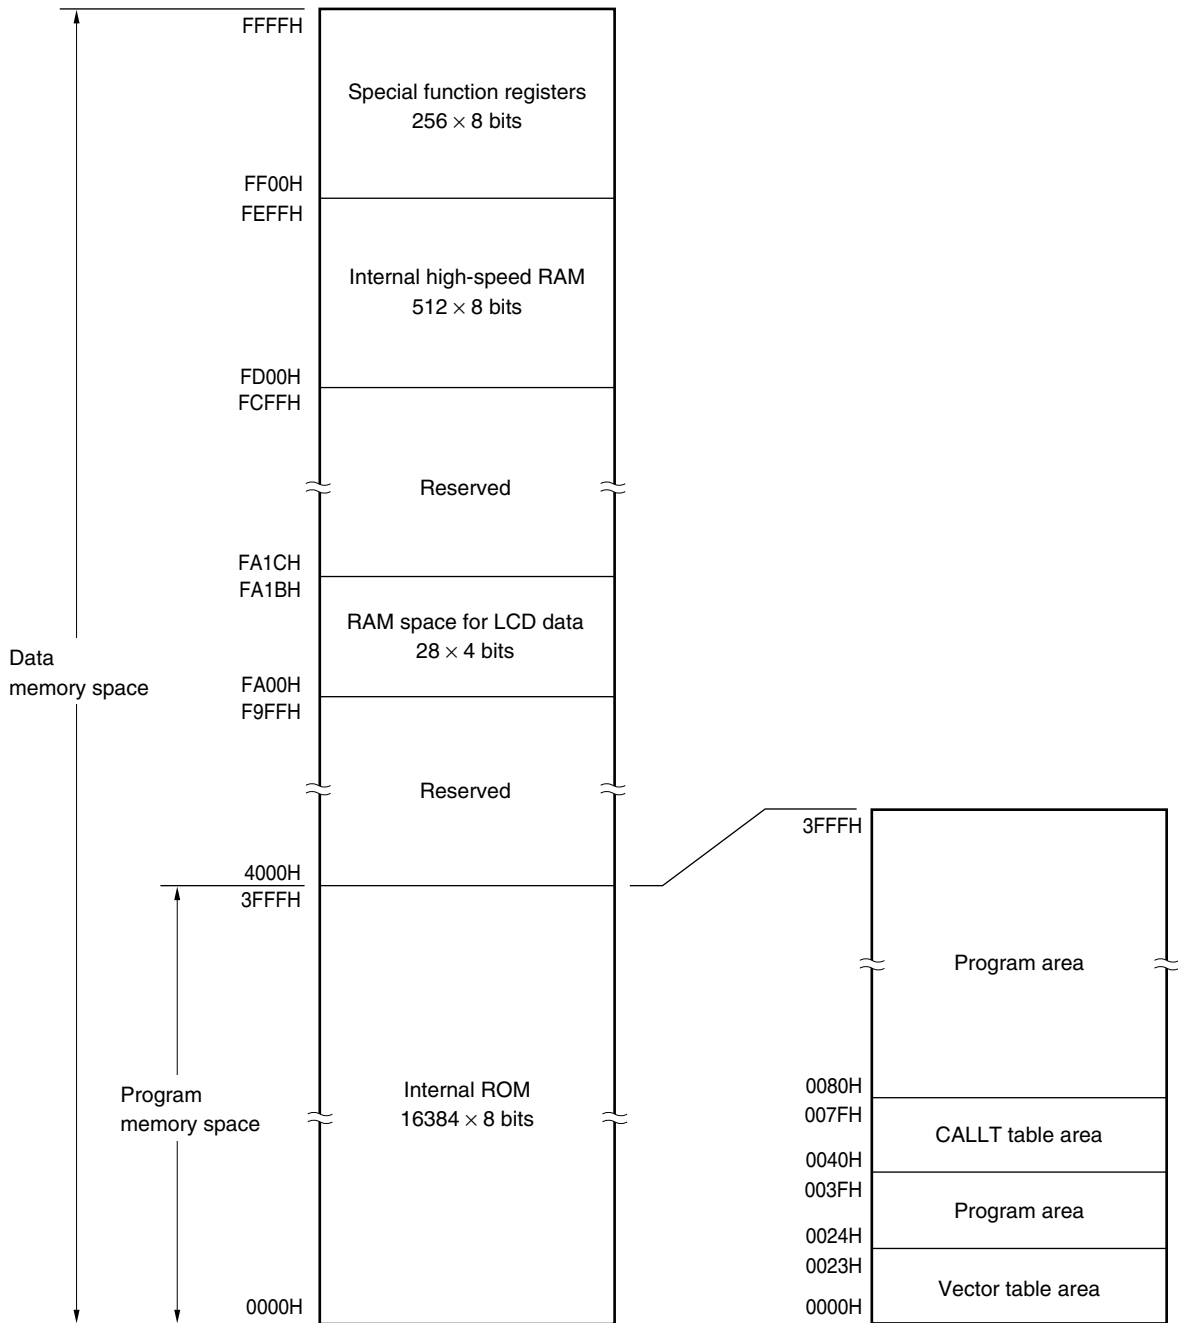 FFFFH
Special function registers
256 × 8 bits
FF00H
FEFFH
Internal high-speed RAM
512 × 8 bits
FD00H
FCFFH
Reserved
FA1CH
FA1BH
RAM space for LCD data
28 × 4 bits
Data
memory space
FA00H
F9FFH
Reserved
4000H
3FFFH
Program
memory space
Internal ROM
16384 × 8 bits
0000H
3FFFH
Program area
0080H
007FH
CALLT table area
0040H
003FH
Program area
0024H
0023H
Vector table area
0000H